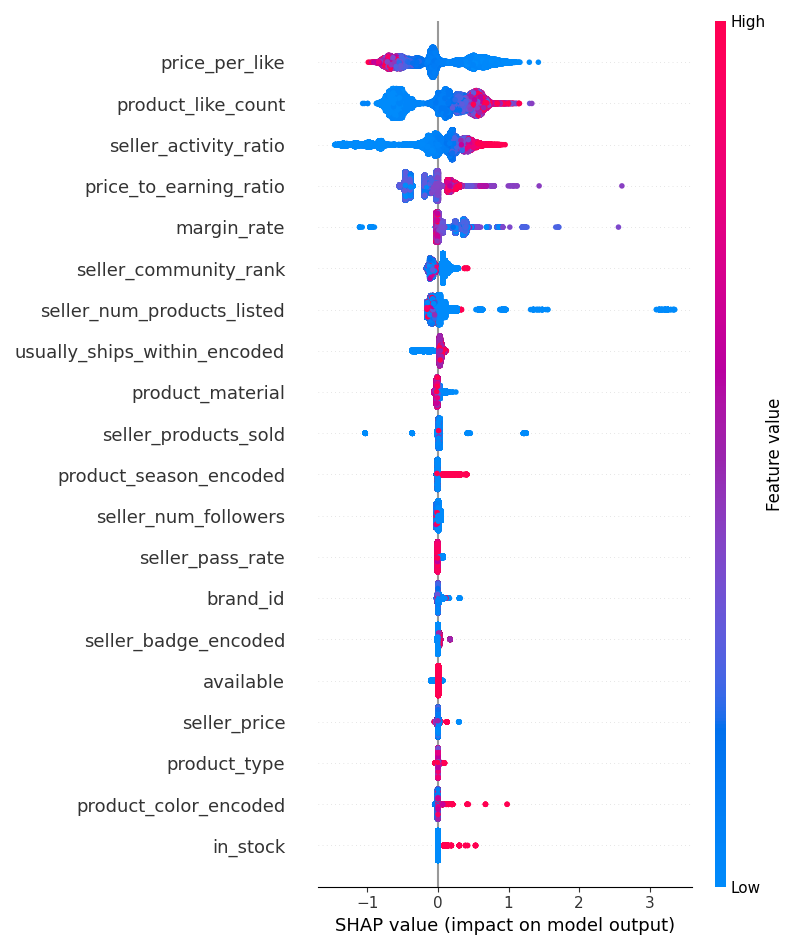 High
price_per_like
product_like_count
seller_activity_ratio
price_to_earning_ratio
margin_rate
seller_community_rank
seller_num_products_listed
usually_ships_within_encoded
product_material
seller_products_sold
product_season_encoded
seller_num_followers
seller_pass_rate
brand_id
seller_badge_encoded
available
seller_price
product_type
product_color_encoded
in_stock
Feature value
Low
−1 0 1 2 3
SHAP value (impact on model output)